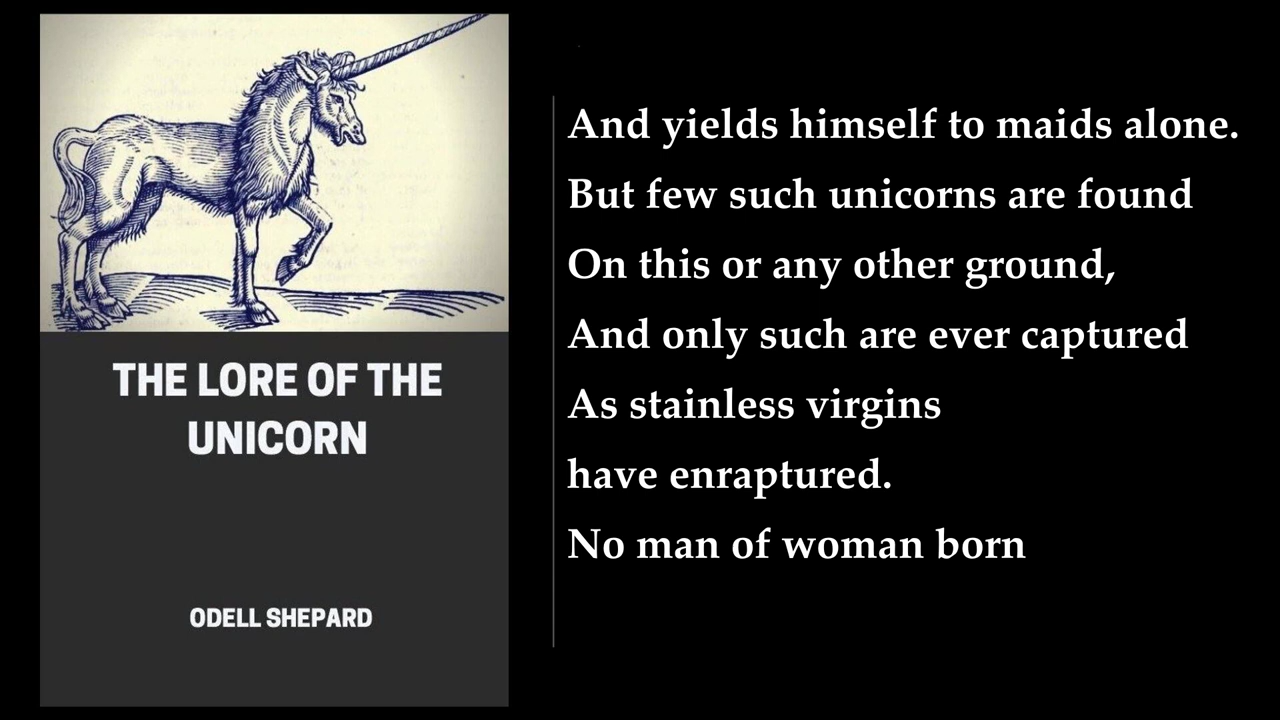 THE LORE OF THE
UNICORN
ODELL SHEPARD
And yields himself to maids alone.
But few such unicorns are found
On this or any other ground,
And only such are ever captured
As stainless virgins
have enraptured.
No man of woman born